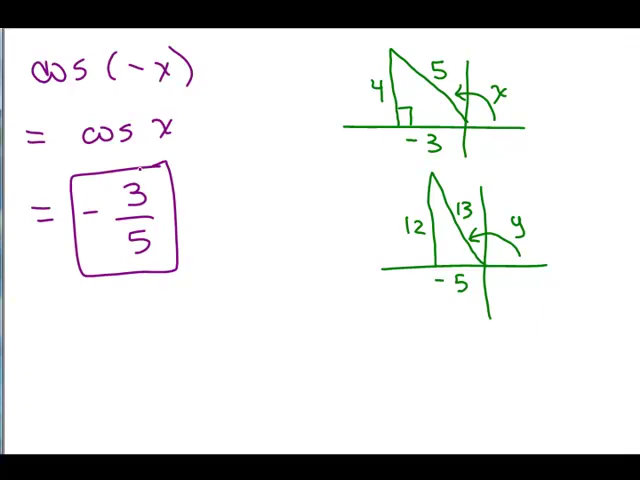 cos (-x)
= cos x
= - 3/5
4 5 x
-3
12 13 y
-5